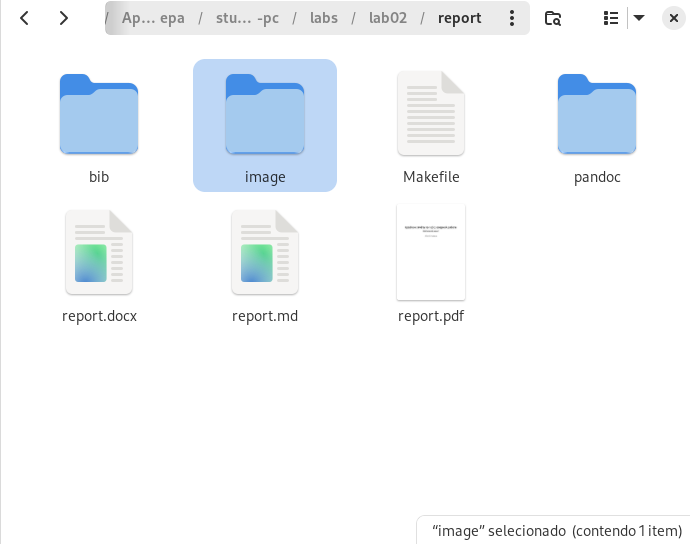 / Ap... ера / stu... -pc / labs / lab02 / report
bib
image
Makefile
pandoc
report.docx
report.md
report.pdf
“image” selecionado (contendo 1 item)